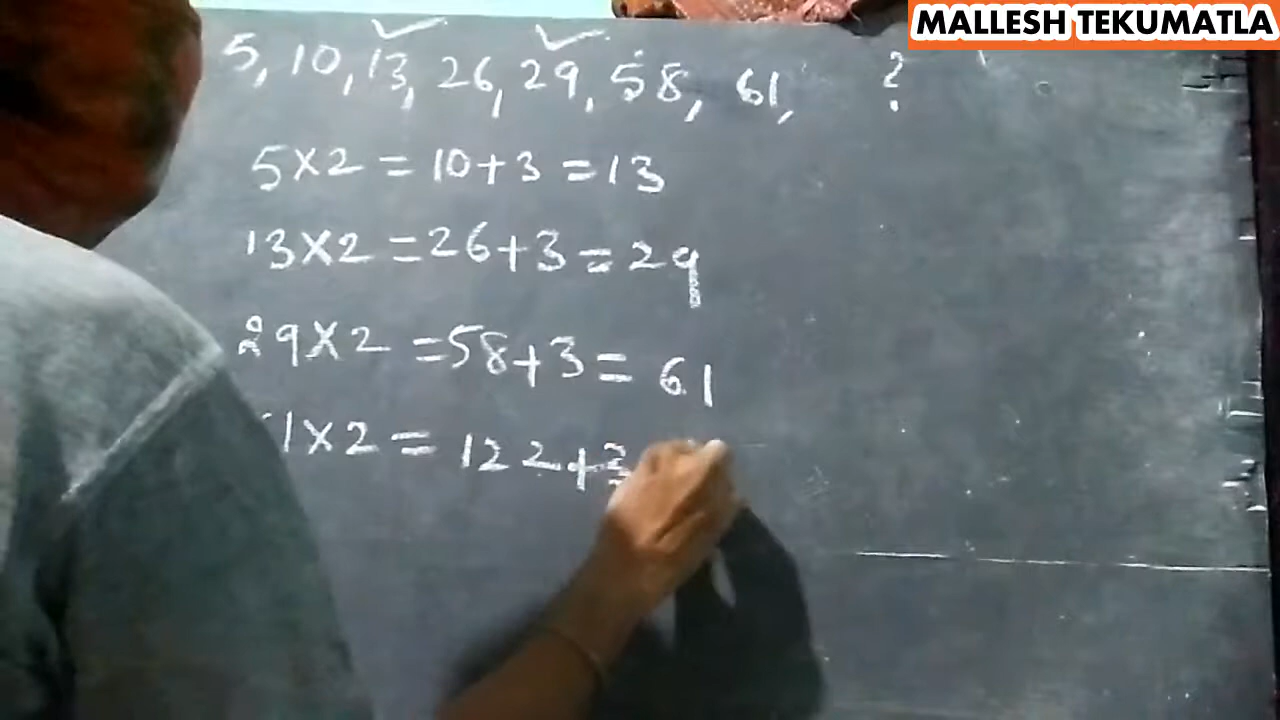 MALLESH TEKUMATLA
5, 10, 13, 26, 29, 58, 61, ?
5×2 = 10+3 = 13
13×2 = 26+3 = 29
29×2 = 58+3 = 61
1×2 = 122+3